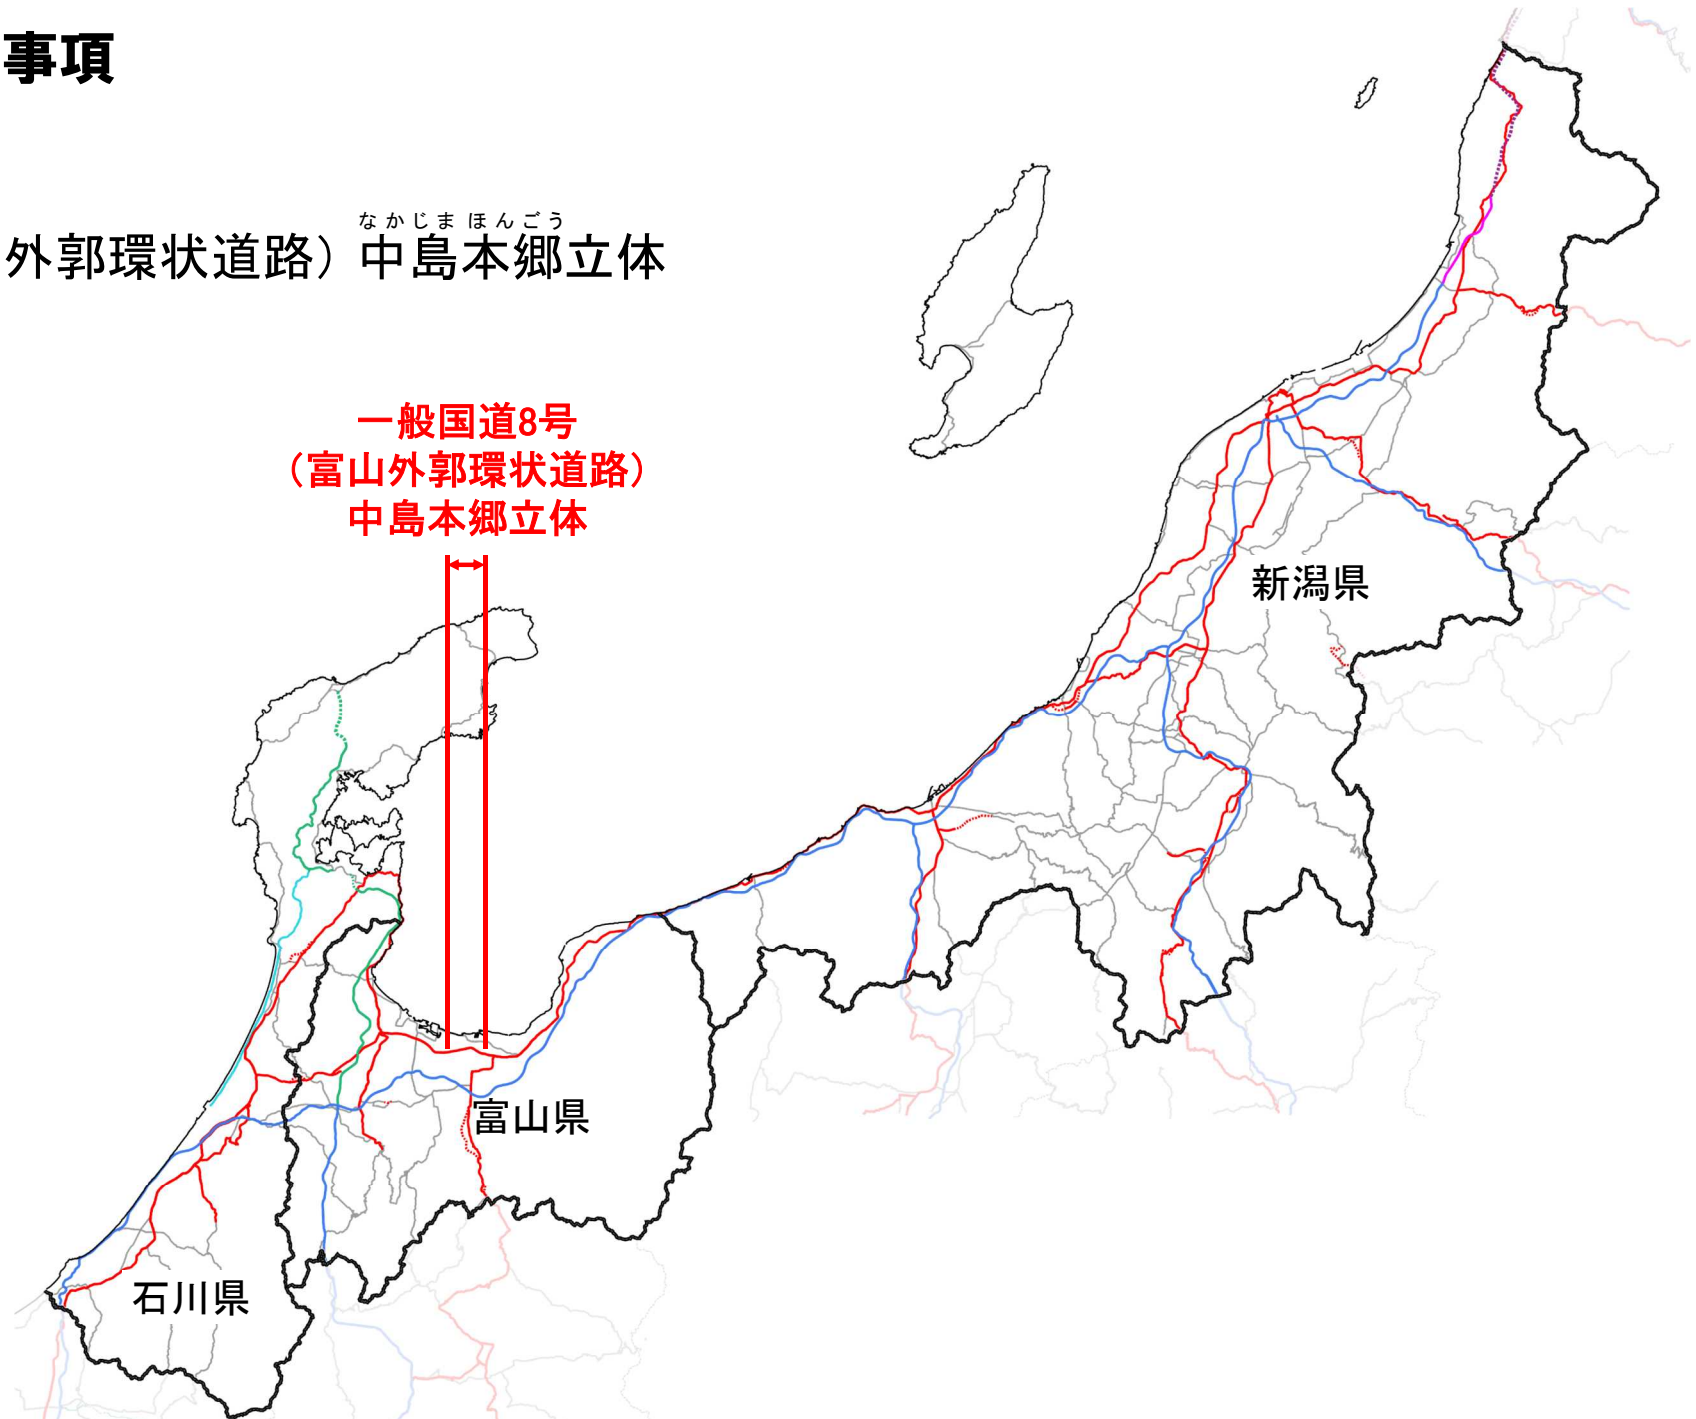 事項
なかじまほんごう
外郭環状道路）中島本郷立体
一般国道8号
（富山外郭環状道路）
中島本郷立体
新潟県
富山県
石川県